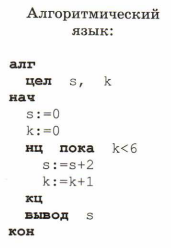 Алгоритмический
язык:
алг
цел s, k
нач
s:=0
k:=0
нц пока k<6
s:=s+2
k:=k+1
кц
вывод s
кон